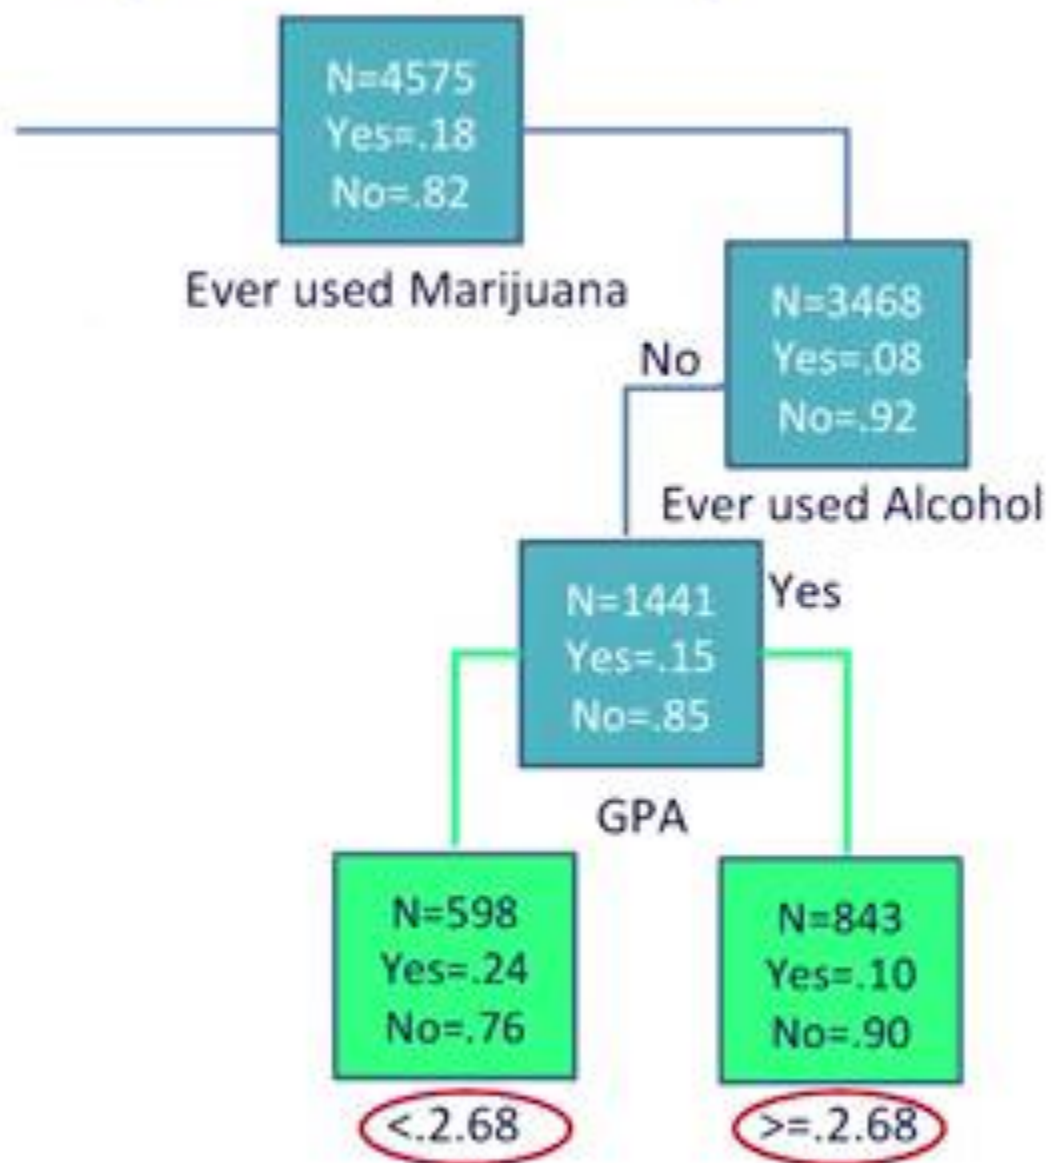 N=4575
Yes=.18
No=.82
Ever used Marijuana
N=3468
Yes=.08
No=.92
No
Ever used Alcohol
N=1441
Yes=.15
No=.85
Yes
GPA
N=598
Yes=.24
No=.76
N=843
Yes=.10
No=.90
<.2.68
>=.2.68